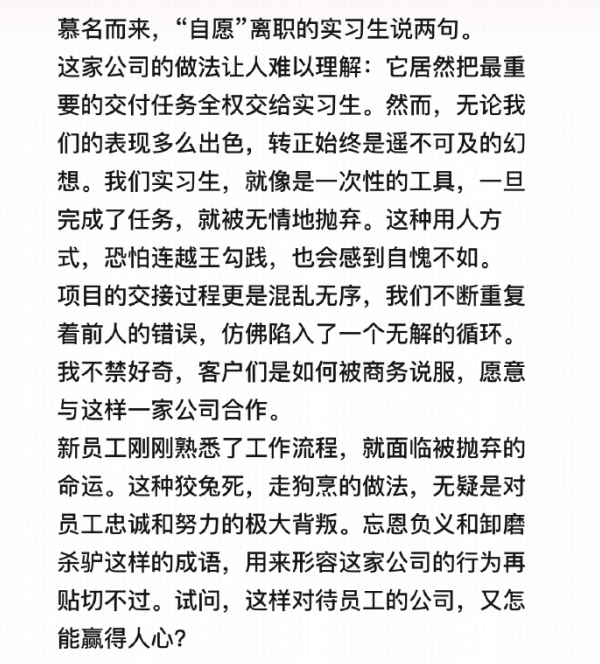 慕名而来，“自愿”离职的实习生说两句。
这家公司的做法让人难以理解：它居然把最重
要的交付任务全权交给实习生。然而，无论我
们的表现多么出色，转正始终是遥不可及的幻
想。我们实习生，就像是一次性的工具，一旦
完成了任务，就被无情地抛弃。这种用人方
式，恐怕连越王勾践，也会感到自愧不如。
项目的交接过程更是混乱无序，我们不断重复
着前人的错误，仿佛陷入了一个无解的循环。
我不禁好奇，客户们是如何被商务说服，愿意
与这样一家公司合作。
新员工刚刚熟悉了工作流程，就面临被抛弃的
命运。这种狡兔死，走狗烹的做法，无疑是对
员工忠诚和努力的极大背叛。忘恩负义和卸磨
杀驴这样的成语，用来形容这家公司的行为再
贴切不过。试问，这样对待员工的公司，又怎
能赢得人心？